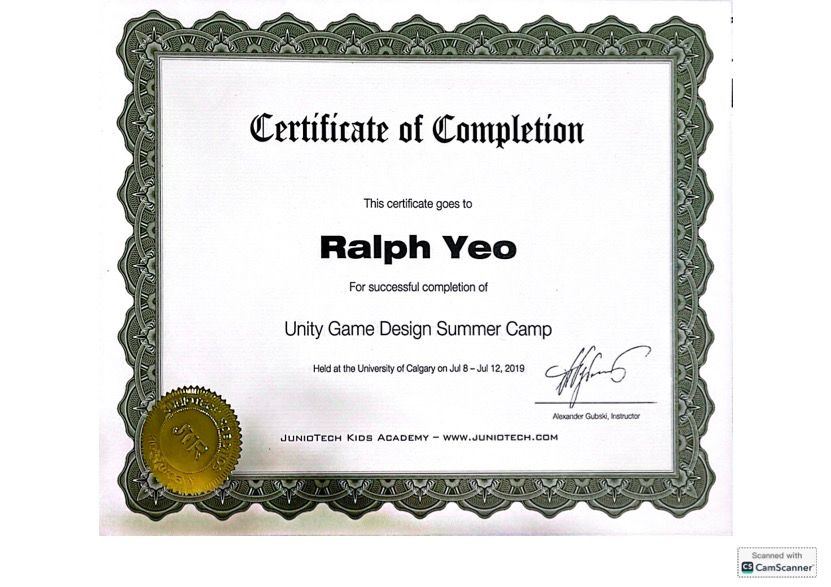 Certificate of Completion
This certificate goes to
Ralph Yeo
For successful completion of
Unity Game Design Summer Camp
Held at the University of Calgary on Jul 8 – Jul 12, 2019
Alexander Gubski, Instructor
JunioTech Kids Academy – www.juniotech.com
Scanned with
CS CamScanner